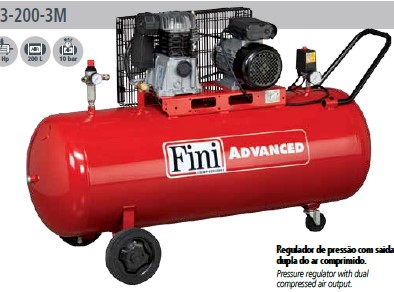 3-200-3M
Hp
200 L
10 bar
Fini
ADVANCED
Regulador de pressão com saída
dupla do ar comprimido.
Pressure regulator with dual
compressed air output.